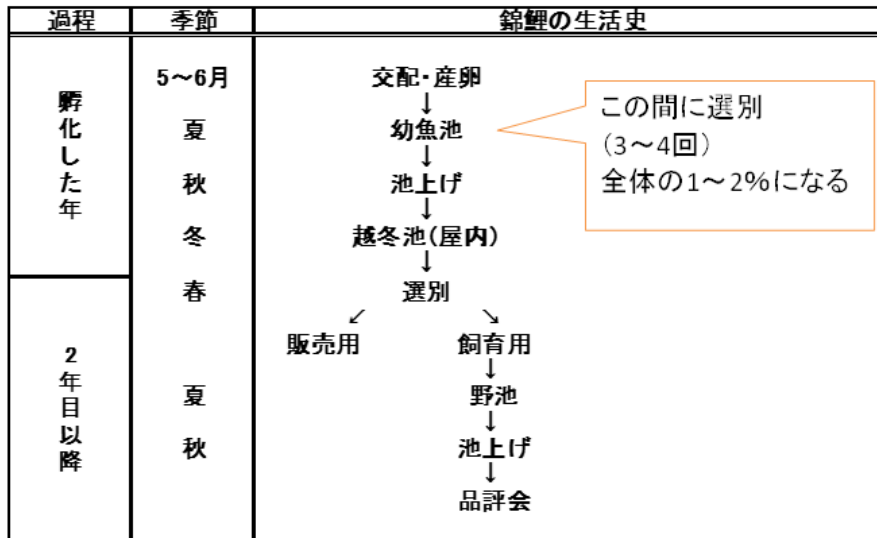 過程 季節 錦鯉の生活史
孵化した年
5～6月 交配・産卵
↓
夏 幼魚池
↓
秋 池上げ
↓
冬 越冬池(屋内)
↓
この間に選別
(3～4回)
全体の1～2%になる
2年目以降
春 選別
↙ ↘
販売用 飼育用
↓
夏 野池
↓
秋 池上げ
↓
品評会